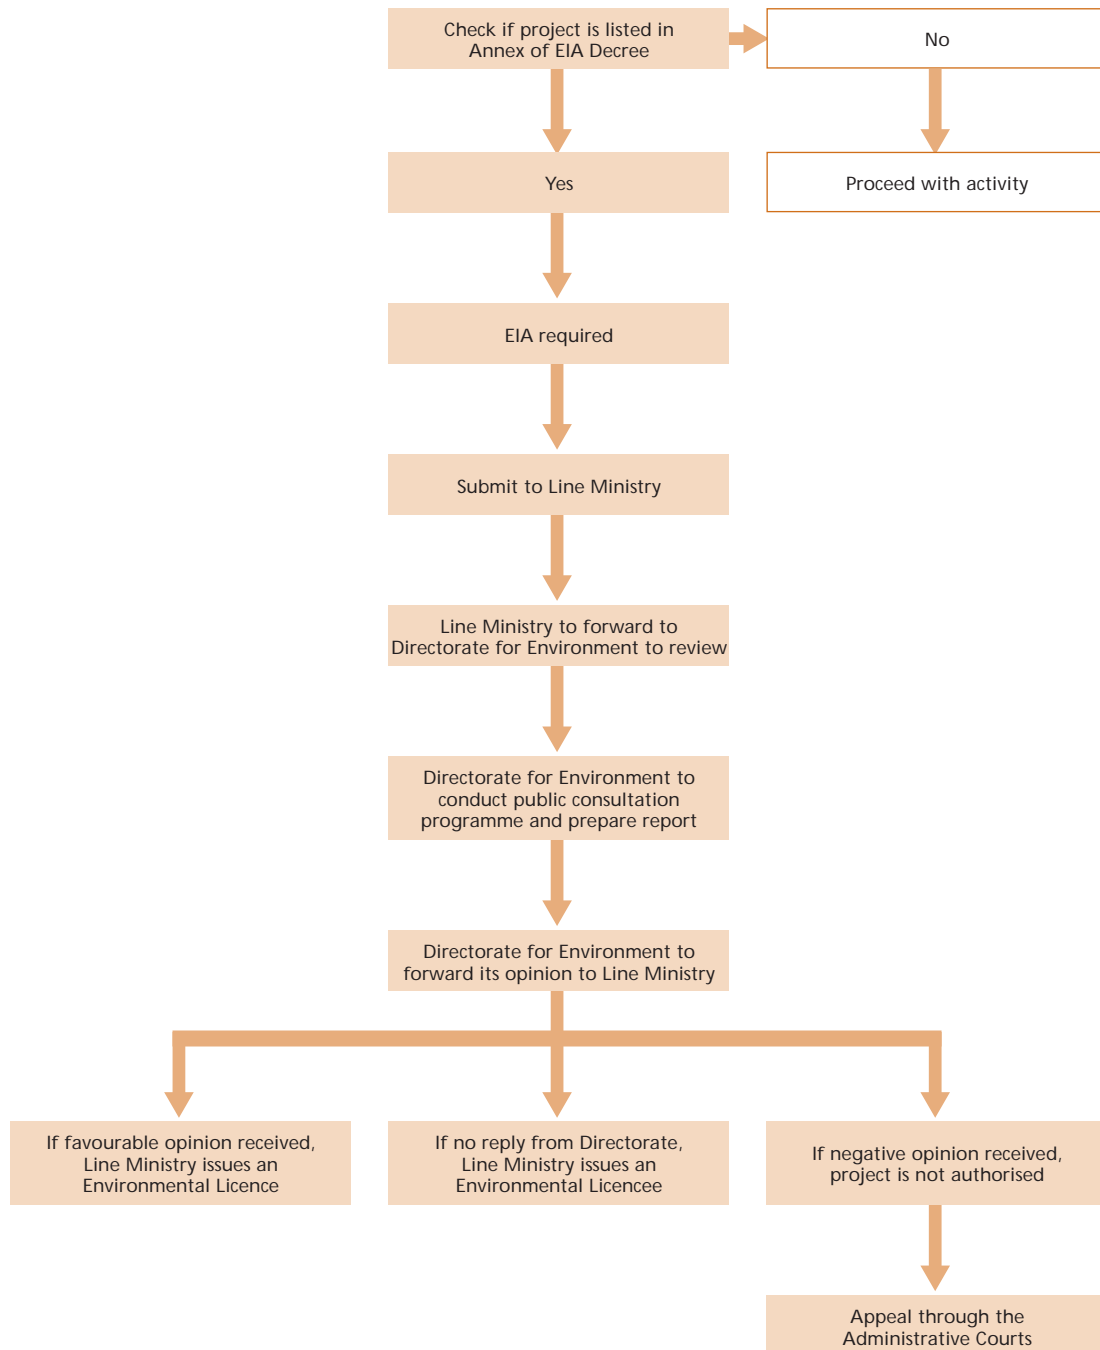 Check if project is listed in
Annex of EIA Decree
No
Yes
Proceed with activity
EIA required
Submit to Line Ministry
Line Ministry to forward to
Directorate for Environment to review
Directorate for Environment to
conduct public consultation
programme and prepare report
Directorate for Environment to
forward its opinion to Line Ministry
If favourable opinion received,
Line Ministry issues an
Environmental Licence
If no reply from Directorate,
Line Ministry issues an
Environmental Licencee
If negative opinion received,
project is not authorised
Appeal through the
Administrative Courts